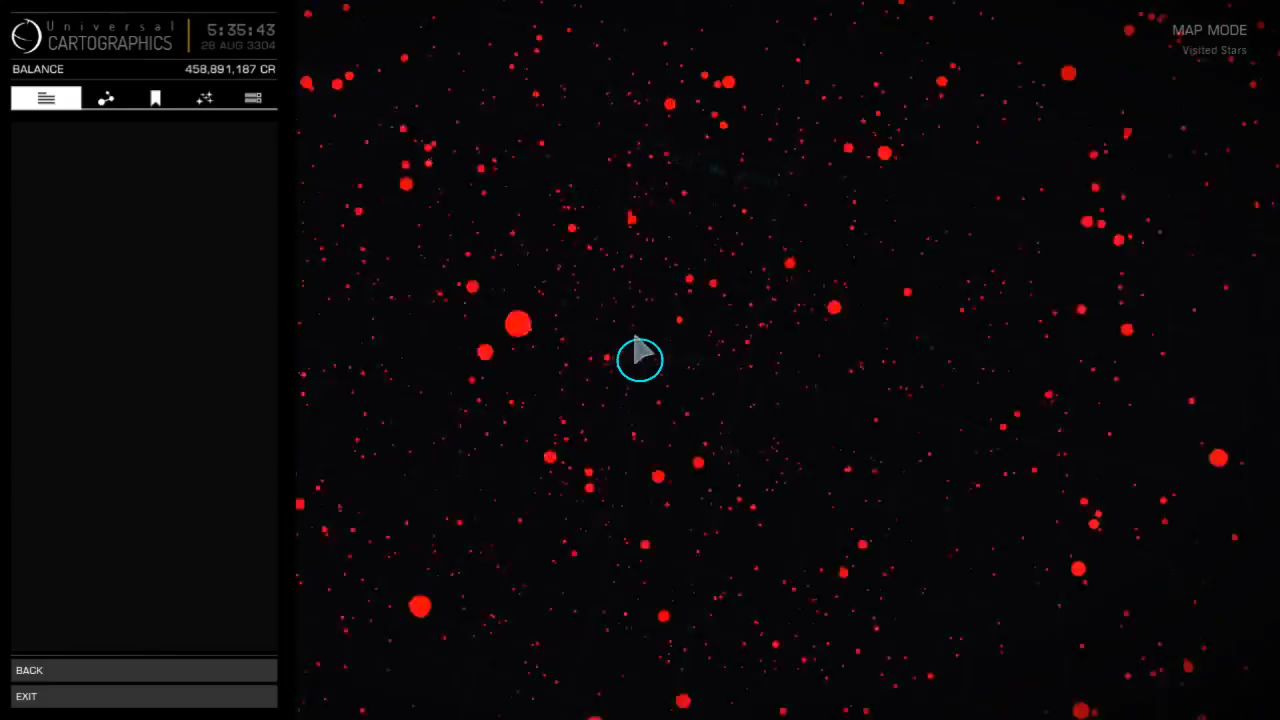 Universal
CARTOGRAPHICS
5:35:43
28 AUG 3304
BALANCE 458,891,187 CR
BACK
EXIT
MAP MODE
Visited Stars